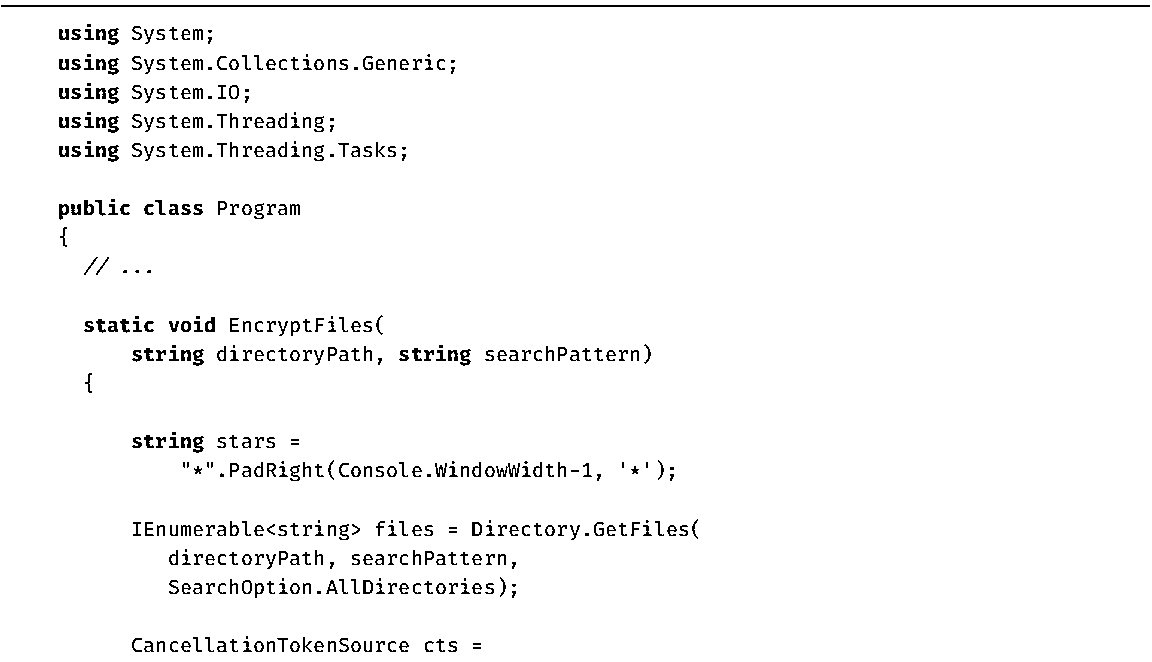 using System;
using System.Collections.Generic;
using System.IO;
using System.Threading;
using System.Threading.Tasks;
public class Program
{
// ...
static void EncryptFiles(
string directoryPath, string searchPattern)
{
string stars =
"*".PadRight(Console.WindowWidth-1, '*');
IEnumerable<string> files = Directory.GetFiles(
directoryPath, searchPattern,
SearchOption.AllDirectories);
CancellationTokenSource cts =